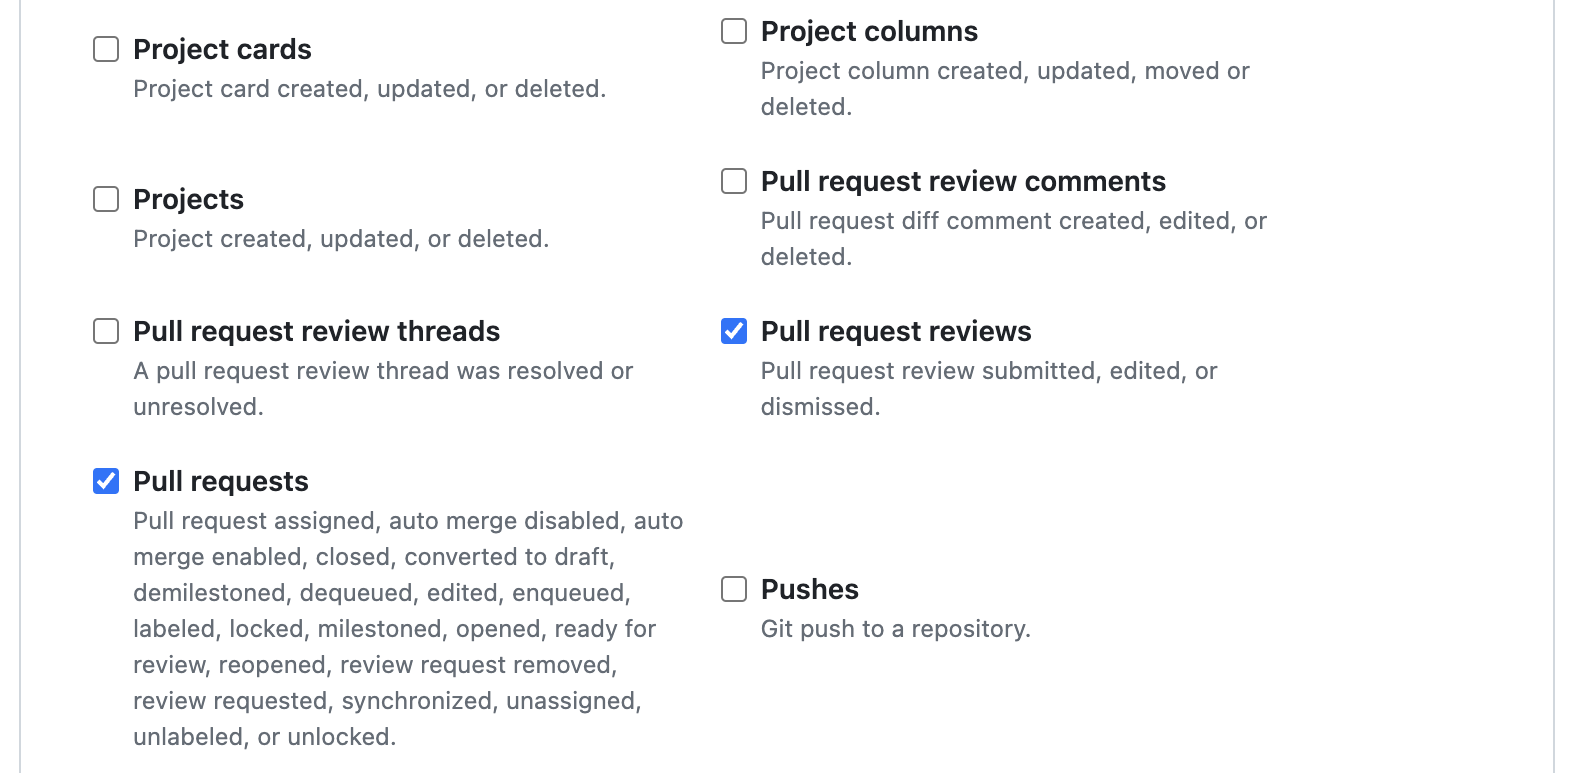 Project cards
Project card created, updated, or deleted.
Project columns
Project column created, updated, moved or
deleted.
Projects
Project created, updated, or deleted.
Pull request review comments
Pull request diff comment created, edited, or
deleted.
Pull request review threads
A pull request review thread was resolved or
unresolved.
Pull request reviews
Pull request review submitted, edited, or
dismissed.
Pull requests
Pull request assigned, auto merge disabled, auto
merge enabled, closed, converted to draft,
demilestoned, dequeued, edited, enqueued,
labeled, locked, milestoned, opened, ready for
review, reopened, review request removed,
review requested, synchronized, unassigned,
unlabeled, or unlocked.
Pushes
Git push to a repository.